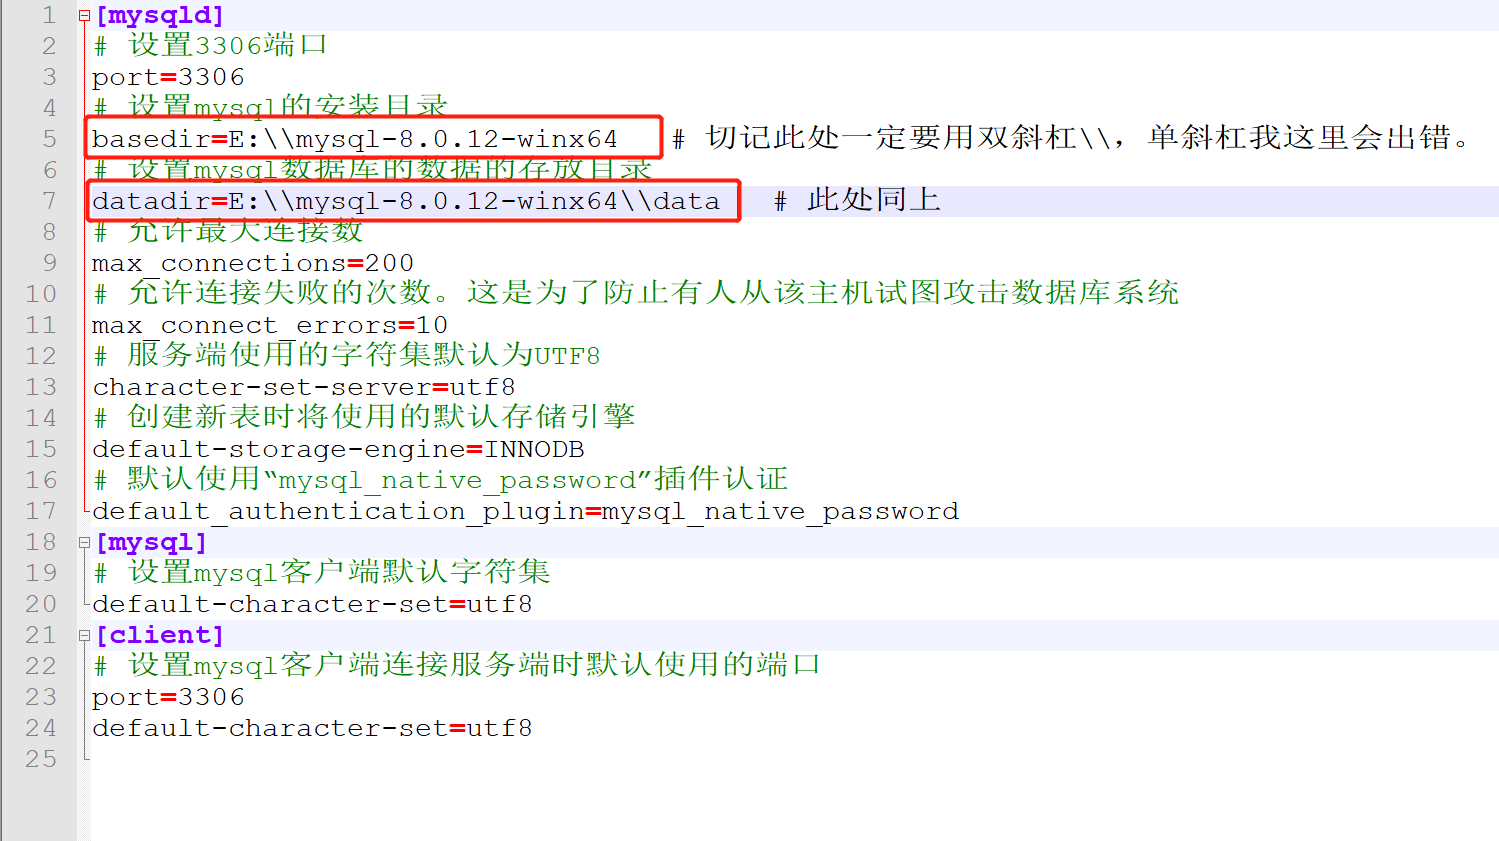 1 [mysqld]
2 # 设置3306端口
3 port=3306
4 # 设置mysql的安装目录
5 basedir=E:\\mysql-8.0.12-winx64 # 切记此处一定要用双斜杠\\，单斜杠我这里会出错。
6 # 设置mysql数据库的数据的存放目录
7 datadir=E:\\mysql-8.0.12-winx64\\data # 此处同上
8 # 允许最大连接数
9 max_connections=200
10 # 允许连接失败的次数。这是为了防止有人从该主机试图攻击数据库系统
11 max_connect_errors=10
12 # 服务端使用的字符集默认为UTF8
13 character-set-server=utf8
14 # 创建新表时将使用的默认存储引擎
15 default-storage-engine=INNODB
16 # 默认使用“mysql_native_password”插件认证
17 default_authentication_plugin=mysql_native_password
18 [mysql]
19 # 设置mysql客户端默认字符集
20 default-character-set=utf8
21 [client]
22 # 设置mysql客户端连接服务端时默认使用的端口
23 port=3306
24 default-character-set=utf8
25